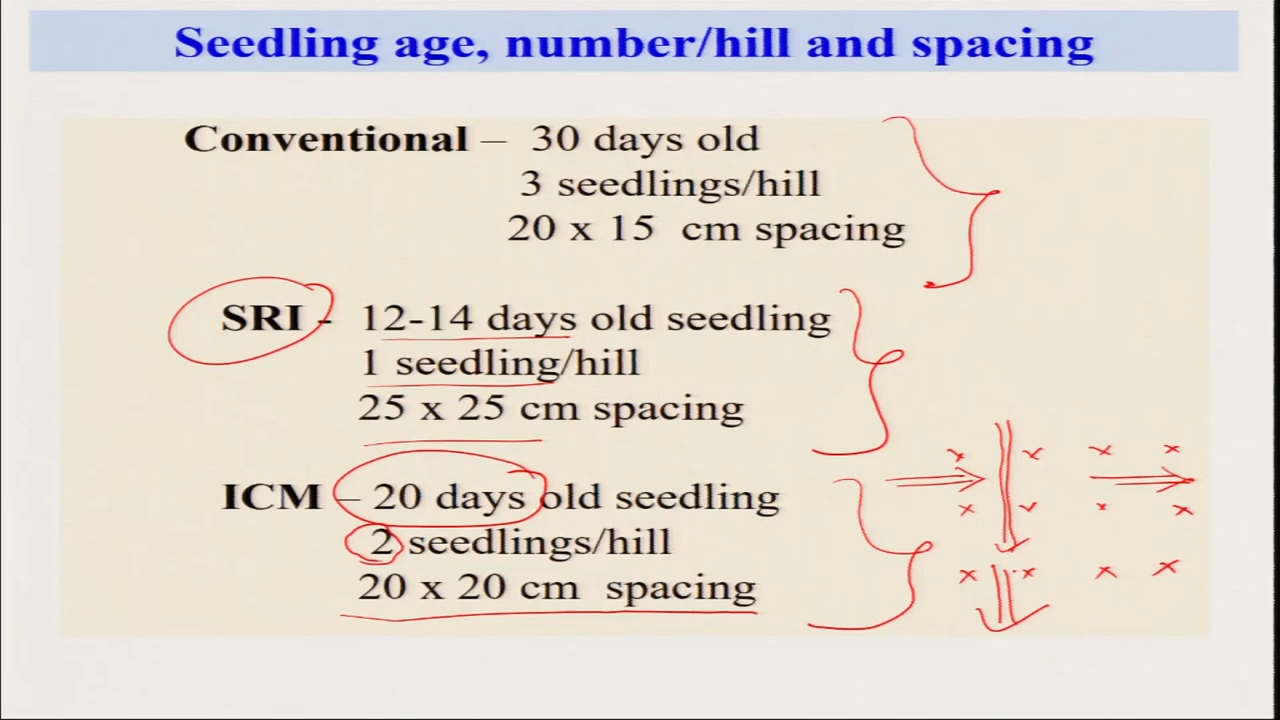 Seedling age, number/hill and spacing
Conventional – 30 days old
3 seedlings/hill
20 x 15 cm spacing
SRI - 12-14 days old seedling
1 seedling/hill
25 x 25 cm spacing
ICM – 20 days old seedling
2 seedlings/hill
20 x 20 cm spacing